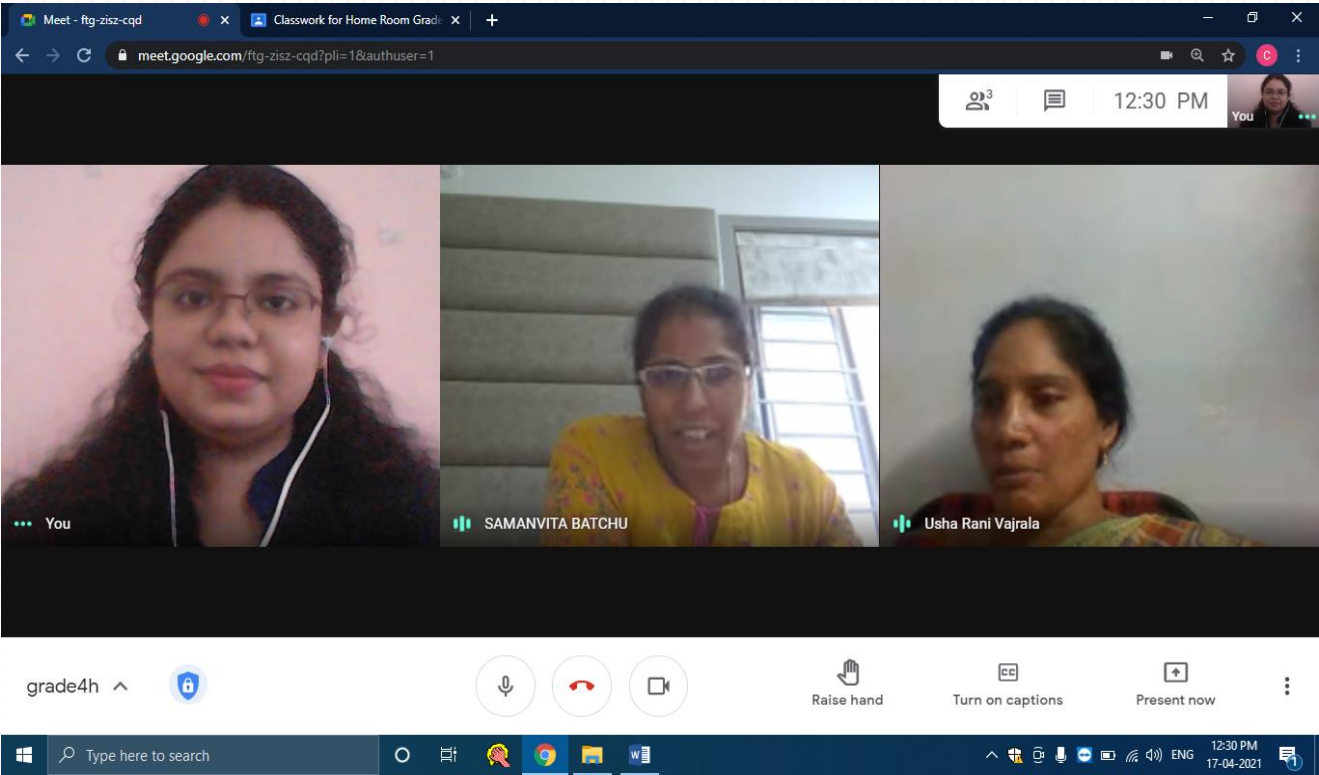 Meet - ftg-zisz-cqd
Classwork for Home Room Grade
meet.google.com/ftg-zisz-cqd?pli=1&authuser=1
C
3
12:30 PM
You
You
SAMANVITA BATCHU
Usha Rani Vajrala
grade4h
Raise hand
CC
Turn on captions
Present now
Type here to search
W
ENG
12:30 PM
17-04-2021
1